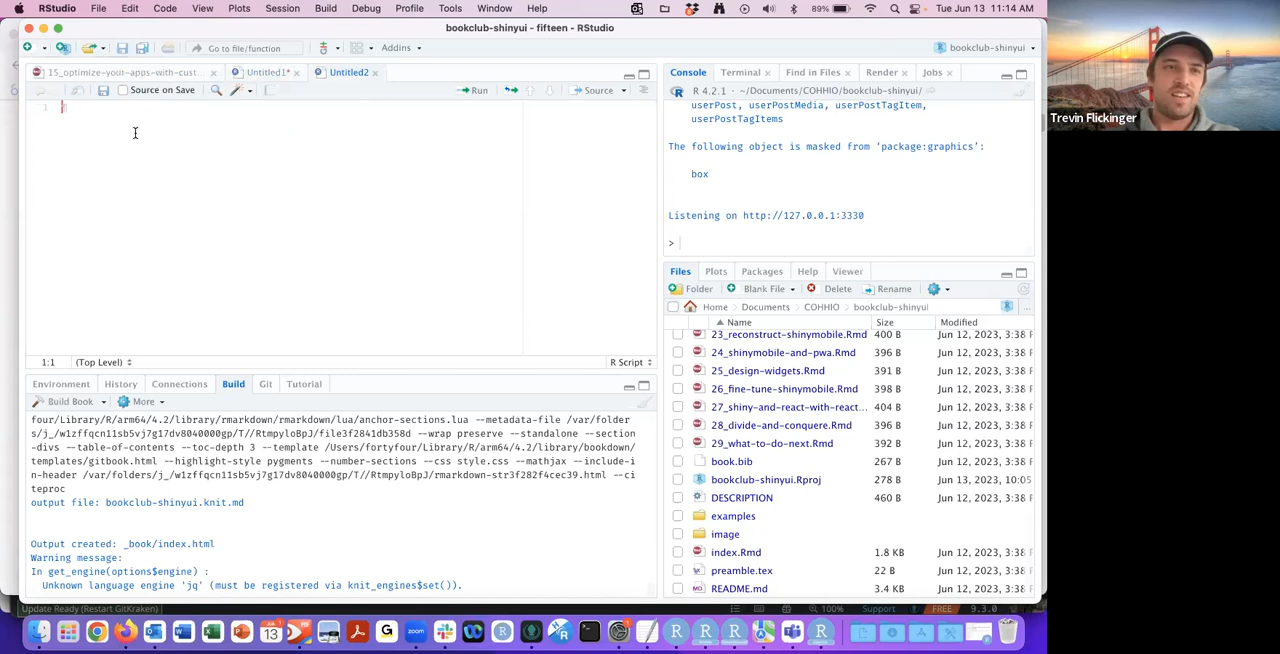 RStudio File Edit Code View Plots Session Build Debug Profile Tools Window Help 89% Tue Jun 13 11:14 AM
bookclub-shinyui - fifteen - RStudio
Go to file/function Addins bookclub-shinyui
15_optimize-your-apps-with-cust... Untitled1* Untitled2
Source on Save Run Source
1
1:1 (Top Level) R Script
Console Terminal Find in Files Render Jobs
R 4.2.1 · ~/Documents/COHHIO/bookclub-shinyui/
userPost, userPostMedia, userPostTagItem,
userPostTagItems
The following object is masked from ‘package:graphics’:
box
Listening on http://127.0.0.1:3330
>
Trevin Flickinger
Files Plots Packages Help Viewer
Folder Blank File Delete Rename
Home Documents COHHIO bookclub-shinyui
Name Size Modified
23_reconstruct-shinymobile.Rmd 400 B Jun 12, 2023, 3:38 P
24_shinymobile-and-pwa.Rmd 396 B Jun 12, 2023, 3:38 P
25_design-widgets.Rmd 391 B Jun 12, 2023, 3:38 P
26_fine-tune-shinymobile.Rmd 398 B Jun 12, 2023, 3:38 P
27_shiny-and-react-with-react... 404 B Jun 12, 2023, 3:38 P
28_divide-and-conquere.Rmd 396 B Jun 12, 2023, 3:38 P
29_what-to-do-next.Rmd 392 B Jun 12, 2023, 3:38 P
book.bib 267 B Jun 12, 2023, 3:38 P
bookclub-shinyui.Rproj 278 B Jun 13, 2023, 10:05
DESCRIPTION 460 B Jun 12, 2023, 3:38 P
examples
image
index.Rmd 1.8 KB Jun 12, 2023, 3:38 P
preamble.tex 22 B Jun 12, 2023, 3:38 P
README.md 3.4 KB Jun 12, 2023, 3:38 P
Environment History Connections Build Git Tutorial
Build Book More
four/Library/R/arm64/4.2/library/rmarkdown/rmarkdown/lua/anchor-sections.lua --metadata-file /var/folder
s/j_/w1zffqcn11sb5vj7g17dv8040000gp/T//RtmpyloBpJ/file3f2841db358d --wrap preserve --standalone --section
-divs --table-of-contents --toc-depth 3 --template /Users/fortyfour/Library/R/arm64/4.2/library/bookdown/
templates/gitbook.html --highlight-style pygments --number-sections --css style.css --mathjax --include-i
n-header /var/folders/j_/w1zffqcn11sb5vj7g17dv8040000gp/T//RtmpyloBpJ/rmarkdown-str3f282f4cec39.html --ci
teproc
output file: bookclub-shinyui.knit.md
Output created: _book/index.html
Warning message:
In get_engine(options$engine) :
Unknown language engine 'jq' (must be registered via knit_engines$set()).
Update Ready (Restart GitKraken) 100% Support FREE 9.3.0